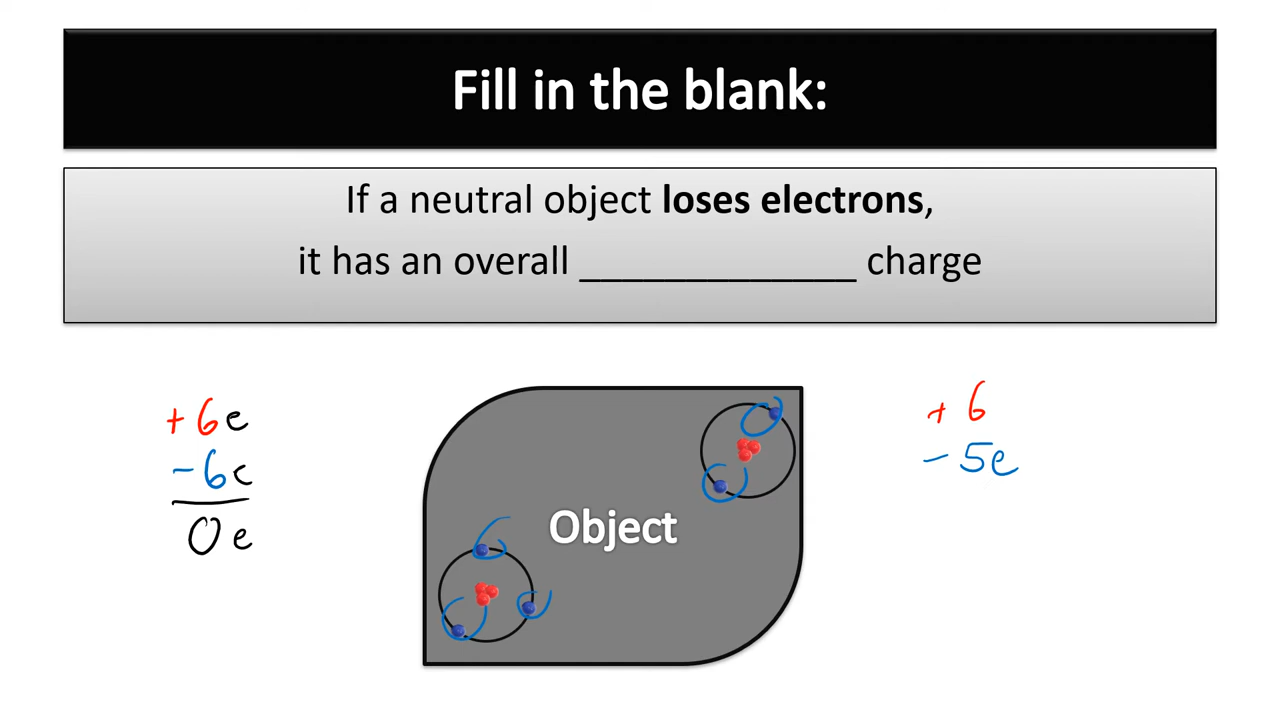 Fill in the blank:
If a neutral object loses electrons,
it has an overall _____________ charge
+6e
-6e
0e
Object
+ 6
- 5e